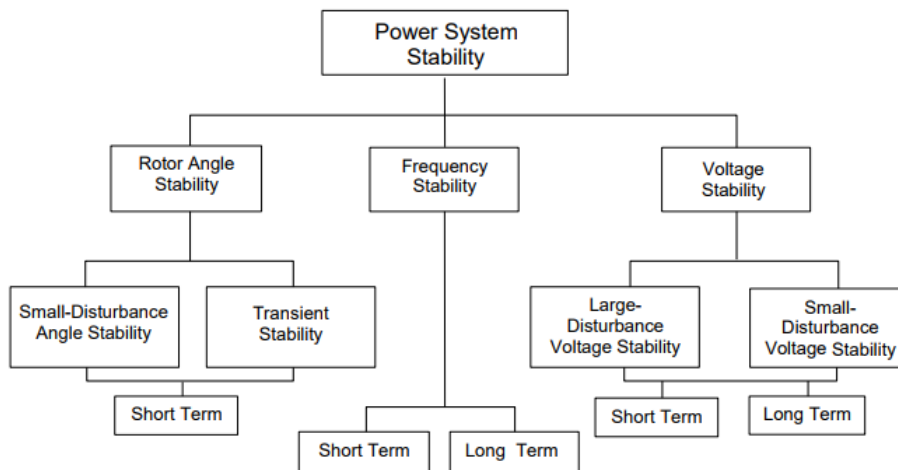 Power System
Stability
Rotor Angle
Stability
Frequency
Stability
Voltage
Stability
Small-Disturbance
Angle Stability
Transient
Stability
Large-
Disturbance
Voltage Stability
Small-
Disturbance
Voltage Stability
Short Term
Short Term
Long Term
Short Term
Long Term